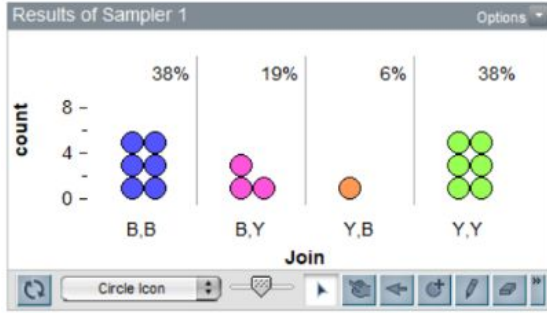 Results of Sampler 1
Options
38% 19% 6% 38%
count
8
4
0
B,B B,Y Y,B Y,Y
Join
Circle Icon